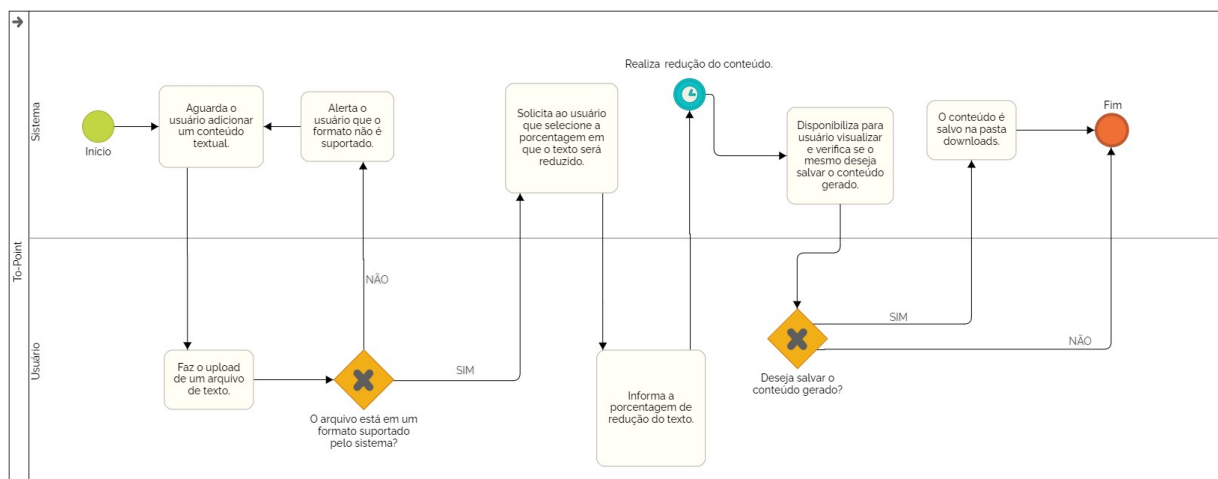 To-Point
Sistema
Início
Aguarda o
usuário adicionar
um conteúdo
textual.
Alerta o
usuário que o
formato não é
suportado.
Solicita ao usuário
que selecione a
porcentagem em
que o texto será
reduzido.
Realiza redução do conteúdo.
Disponibiliza para
usuário visualizar
e verifica se o
mesmo deseja
salvar o conteúdo
gerado.
O conteúdo é
salvo na pasta
downloads.
Fim
Usuário
Faz o upload
de um arquivo
de texto.
NÃO
SIM
O arquivo está em um
formato suportado
pelo sistema?
Informa a
porcentagem de
redução do texto.
SIM
NÃO
Deseja salvar o
conteúdo gerado?